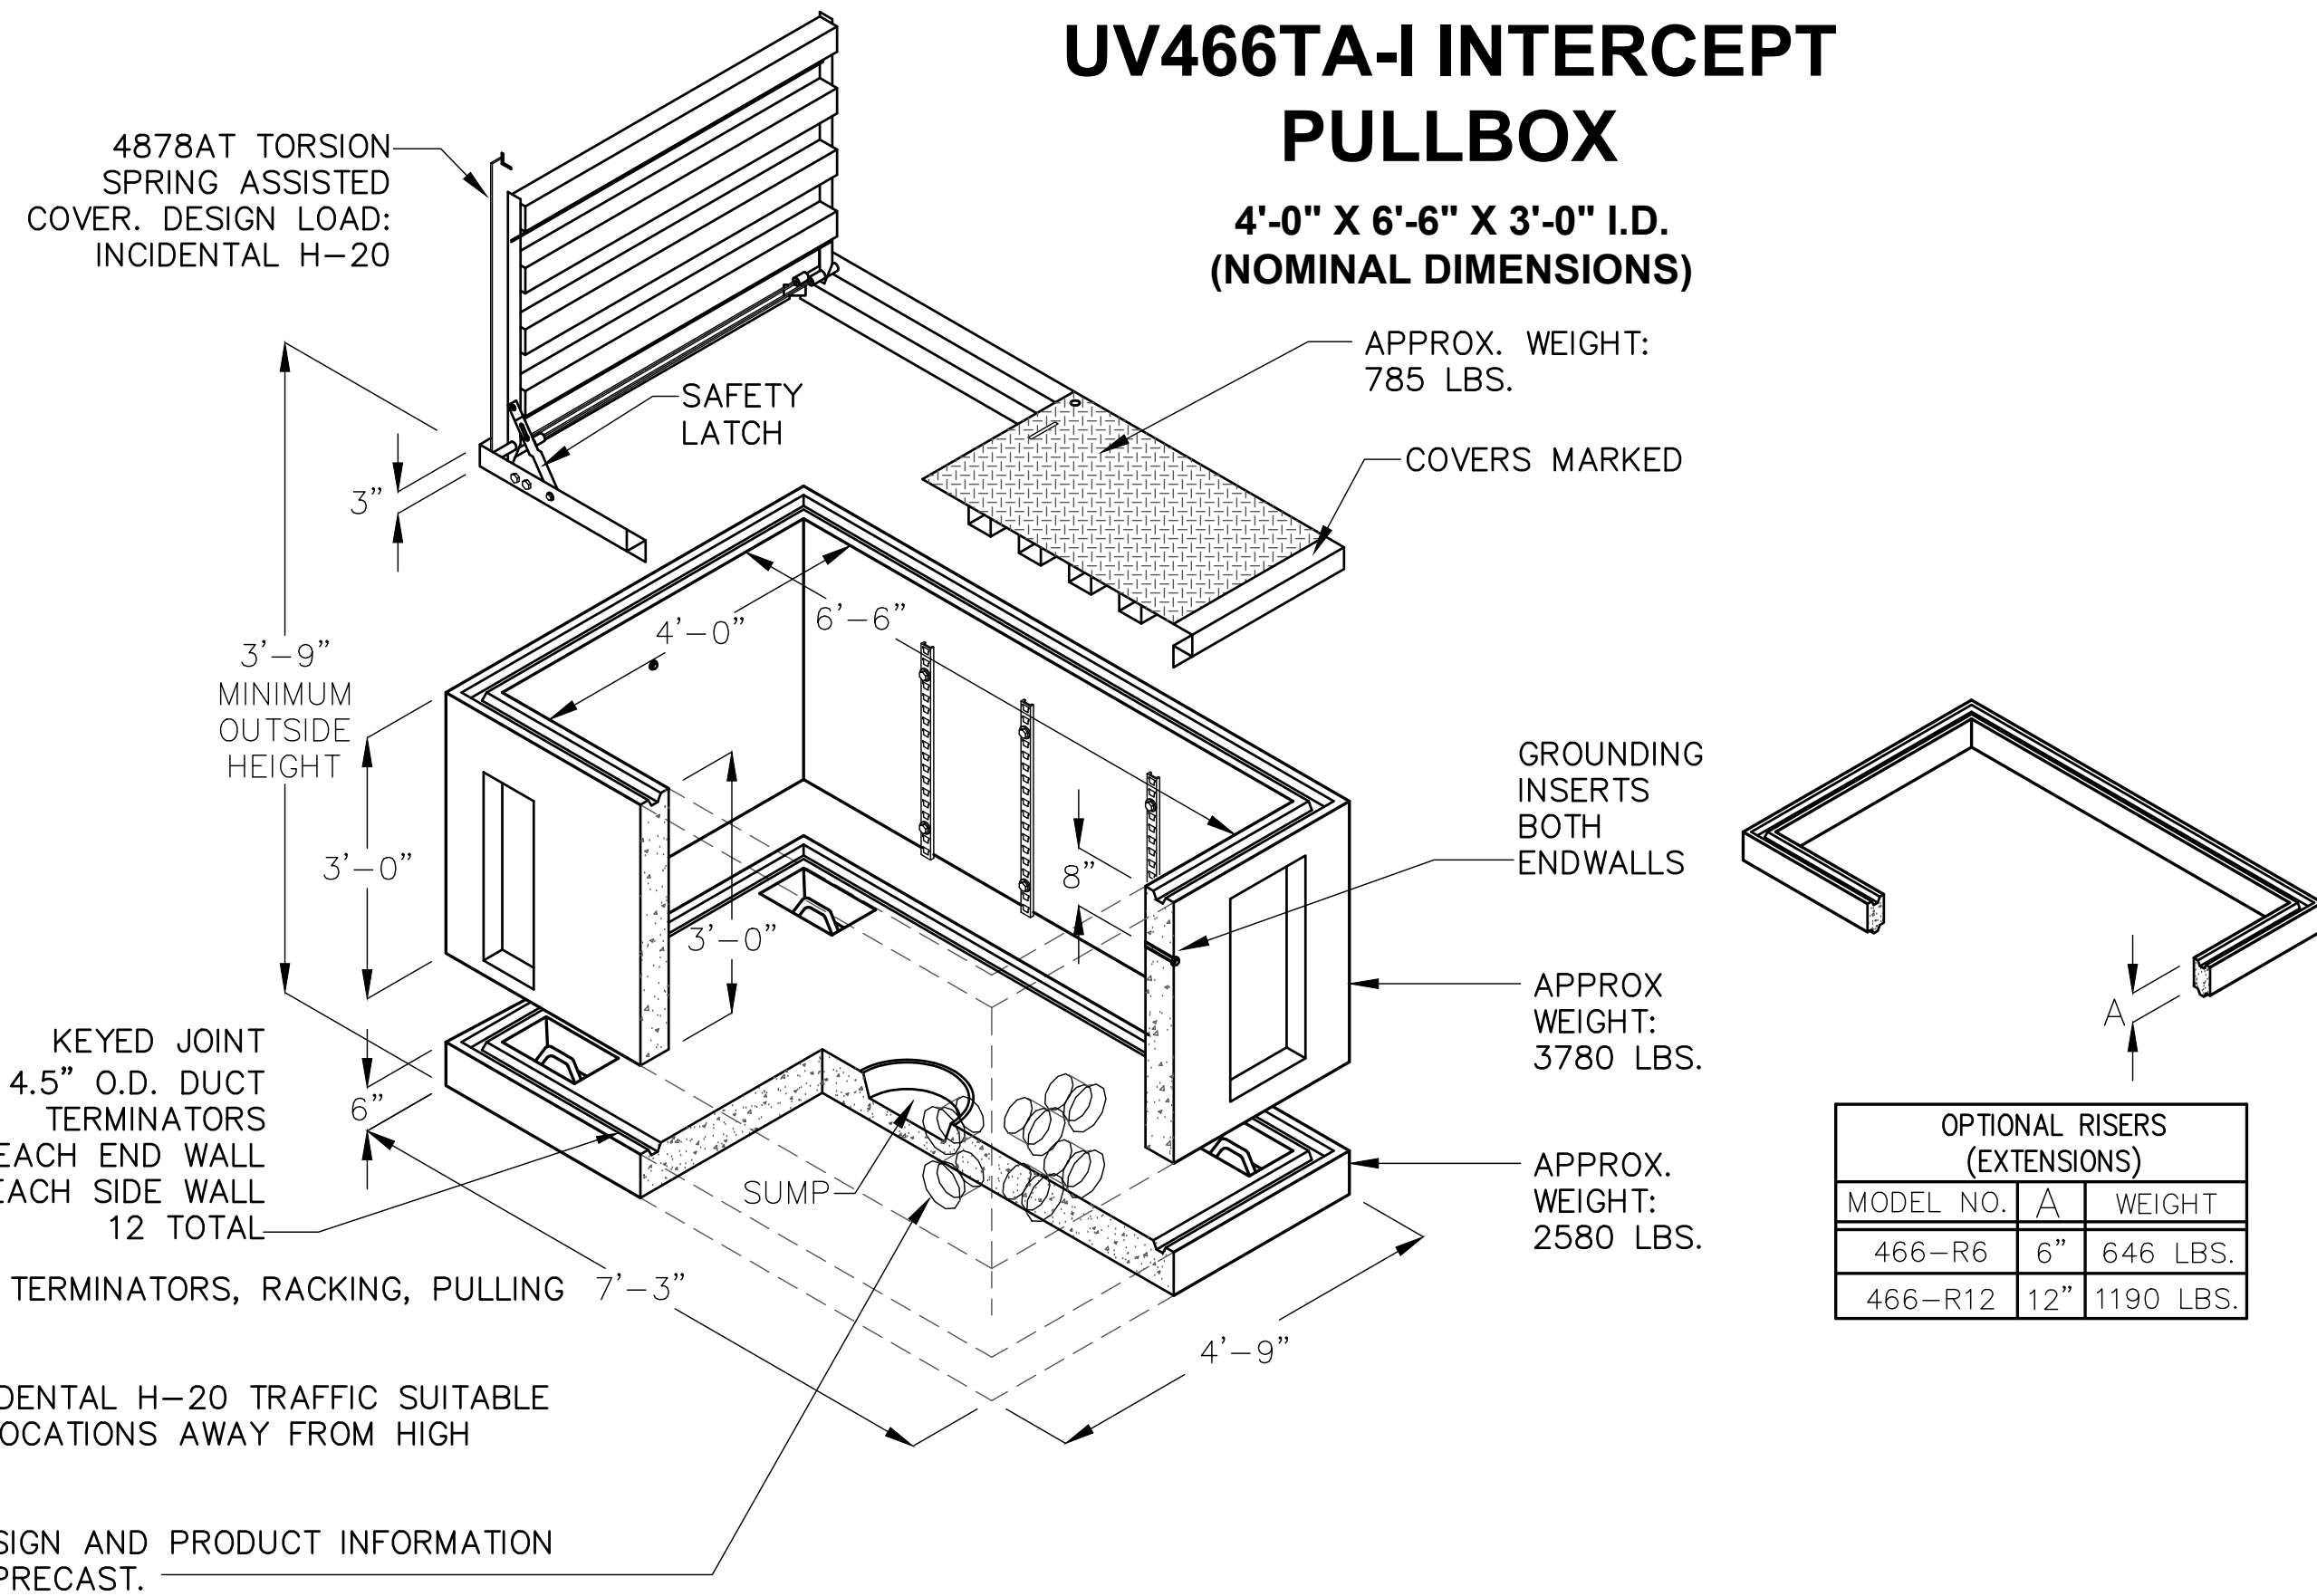 UV466TA-I INTERCEPT
PULLBOX
4'-0" X 6'-6" X 3'-0" I.D.
(NOMINAL DIMENSIONS)
4878AT TORSION
SPRING ASSISTED
COVER. DESIGN LOAD:
INCIDENTAL H-20
SAFETY
LATCH
APPROX. WEIGHT:
785 LBS.
COVERS MARKED
3"
3'-9"
MINIMUM
OUTSIDE
HEIGHT
4'-0"
6'-6"
3'-0"
3'-0"
8"
GROUNDING
INSERTS
BOTH
ENDWALLS
APPROX
WEIGHT:
3780 LBS.
A
KEYED JOINT
4.5" O.D. DUCT
TERMINATORS
EACH END WALL
EACH SIDE WALL
12 TOTAL
6"
SUMP
APPROX.
WEIGHT:
2580 LBS.
TERMINATORS, RACKING, PULLING
7'-3"
4'-9"
OPTIONAL RISERS
(EXTENSIONS)
MODEL NO. A WEIGHT
466-R6 6" 646 LBS.
466-R12 12" 1190 LBS.
DENTAL H-20 TRAFFIC SUITABLE
OCATIONS AWAY FROM HIGH
SIGN AND PRODUCT INFORMATION
PRECAST.